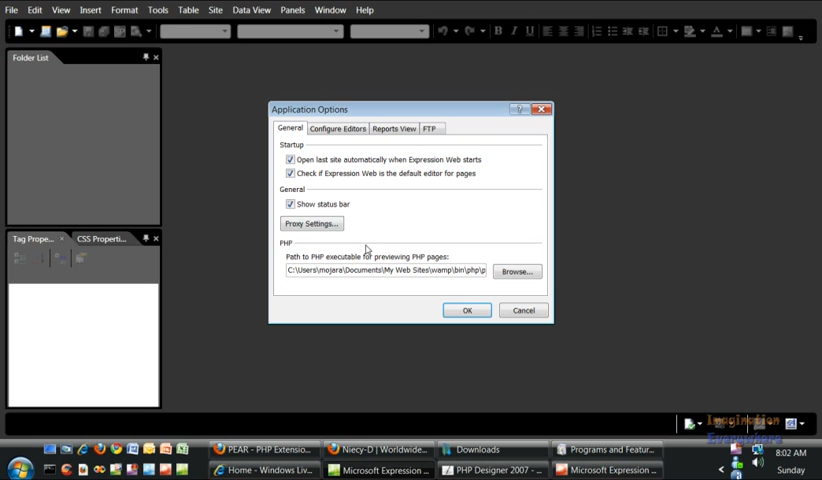 File Edit View Insert Format Tools Table Site Data View Panels Window Help
Folder List
Application Options
General Configure Editors Reports View FTP
Startup
Open last site automatically when Expression Web starts
Check if Expression Web is the default editor for pages
General
Show status bar
Proxy Settings...
PHP
Path to PHP executable for previewing PHP pages:
C:\Users\mojara\Documents\My Web Sites\wamp\bin\php\p
Browse...
OK Cancel
Tag Prope... CSS Properti...
Imagination
Everywhere
PEAR - PHP Extensio... Niecy-D | Worldwide... Downloads Programs and Featur...
8:02 AM
Home - Windows Liv... Microsoft Expression ... PHP Designer 2007 - ... Microsoft Expression ...
Sunday